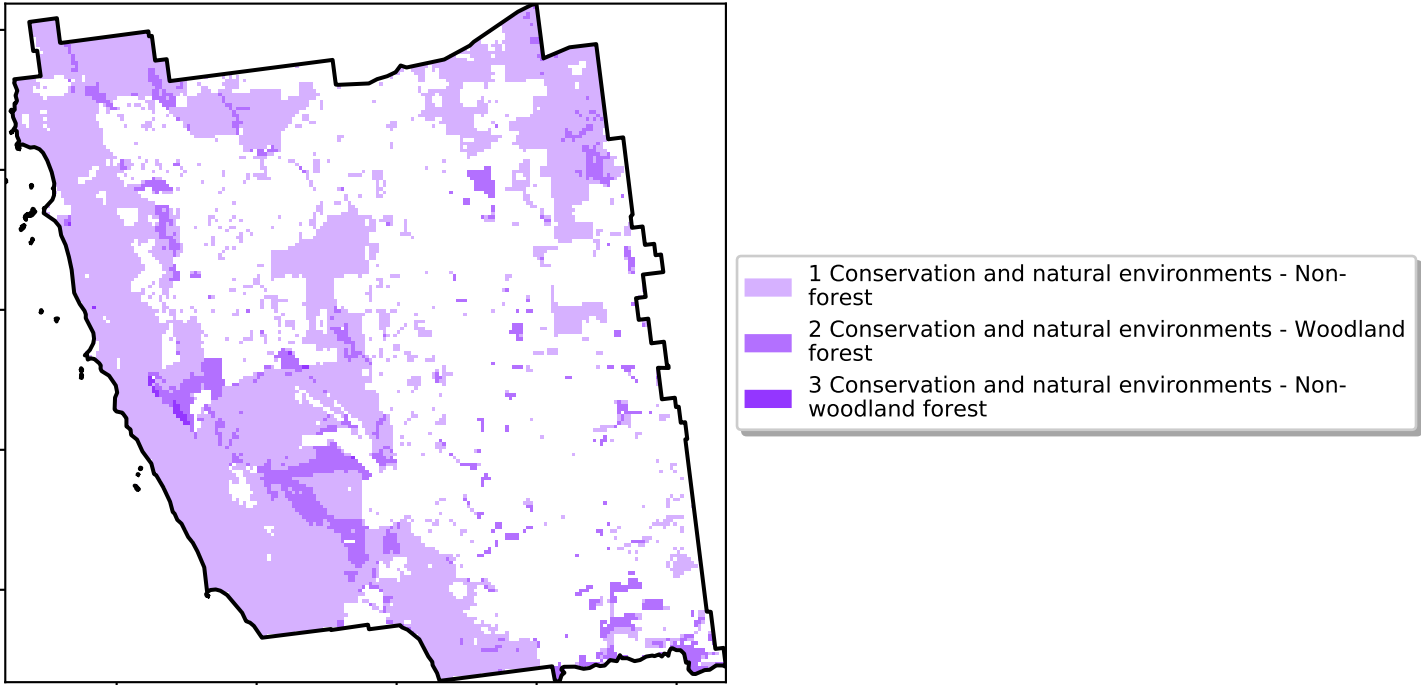 1 Conservation and natural environments - Non-
forest
2 Conservation and natural environments - Woodland
forest
3 Conservation and natural environments - Non-
woodland forest